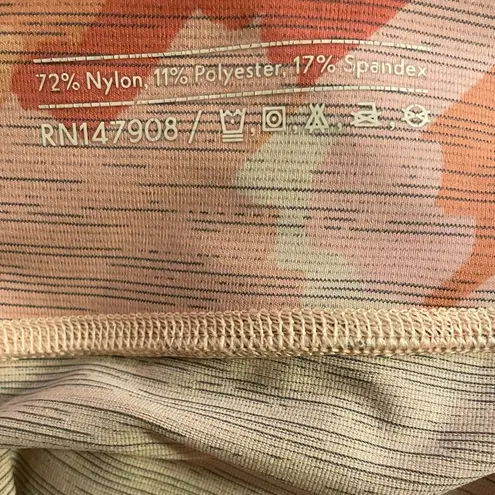 72% Nylon, 11% Polyester, 17% Spandex
RN147908 /